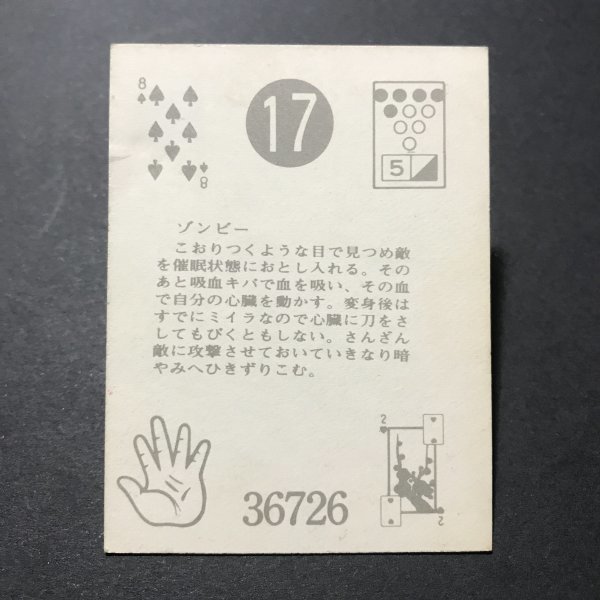 8
17
5
8
ゾンビー
こおりつくような目で見つめ敵
を催眠状態におとし入れる。その
あと吸血キバで血を吸い、その血
で自分の心臓を動かす。変身後は
すでにミイラなので心臓に刀をさ
してもびくともしない。さんざん
敵に攻撃させておいていきなり暗
やみへひきずりこむ。
2
36726
2